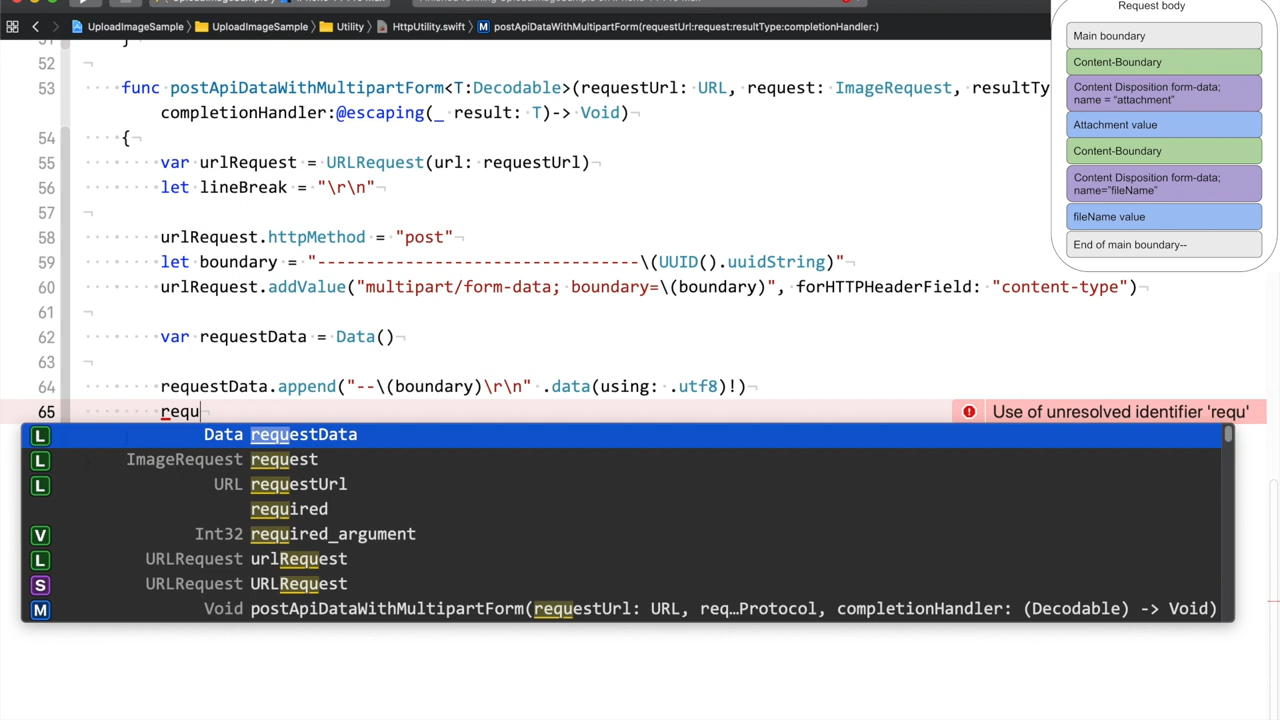 UploadImageSample
UploadImageSample
Utility
HttpUtility.swift
M
postApiDataWithMultipartForm(requestUrl:request:resultType:completionHandler:)
52
53 func postApiDataWithMultipartForm<T:Decodable>(requestUrl: URL, request: ImageRequest, resultTy
completionHandler:@escaping(_ result: T)-> Void)
54 {
55 var urlRequest = URLRequest(url: requestUrl)
56 let lineBreak = "\r\n"
57
58 urlRequest.httpMethod = "post"
59 let boundary = "---------------------------------\(UUID().uuidString)"
60 urlRequest.addValue("multipart/form-data; boundary=\(boundary)", forHTTPHeaderField: "content-type")
61
62 var requestData = Data()
63
64 requestData.append("--\(boundary)\r\n" .data(using: .utf8)!)
65 requ
Use of unresolved identifier 'requ'
L Data requestData
L ImageRequest request
L URL requestUrl
required
V Int32 required_argument
L URLRequest urlRequest
S URLRequest URLRequest
M Void postApiDataWithMultipartForm(requestUrl: URL, req…Protocol, completionHandler: (Decodable) -> Void)
Request body
Main boundary
Content-Boundary
Content Disposition form-data;
name = “attachment”
Attachment value
Content-Boundary
Content Disposition form-data;
name=”fileName”
fileName value
End of main boundary--